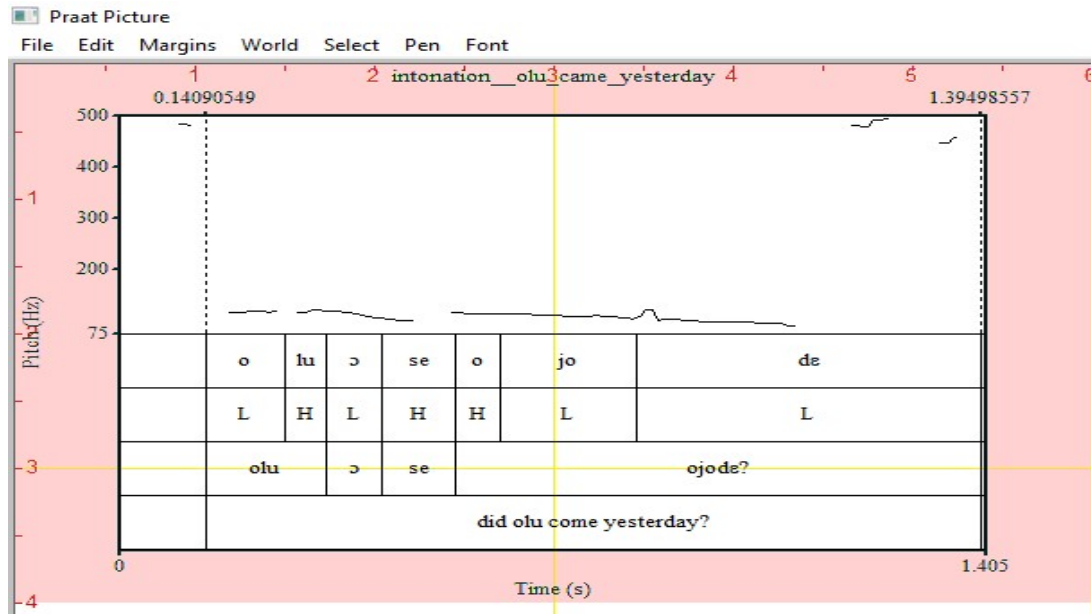 Praat Picture
File Edit Margins World Select Pen Font
1 2 3 4 5 6
intonation__olu_came_yesterday
0.14090549 1.39498557
500
400
1
300
200
Pitch (Hz)
75
o lu ɔ se o jo dɛ
L H L H H L L
3
olu ɔ se ojodɛ?
did olu come yesterday?
0 1.405
Time (s)
4